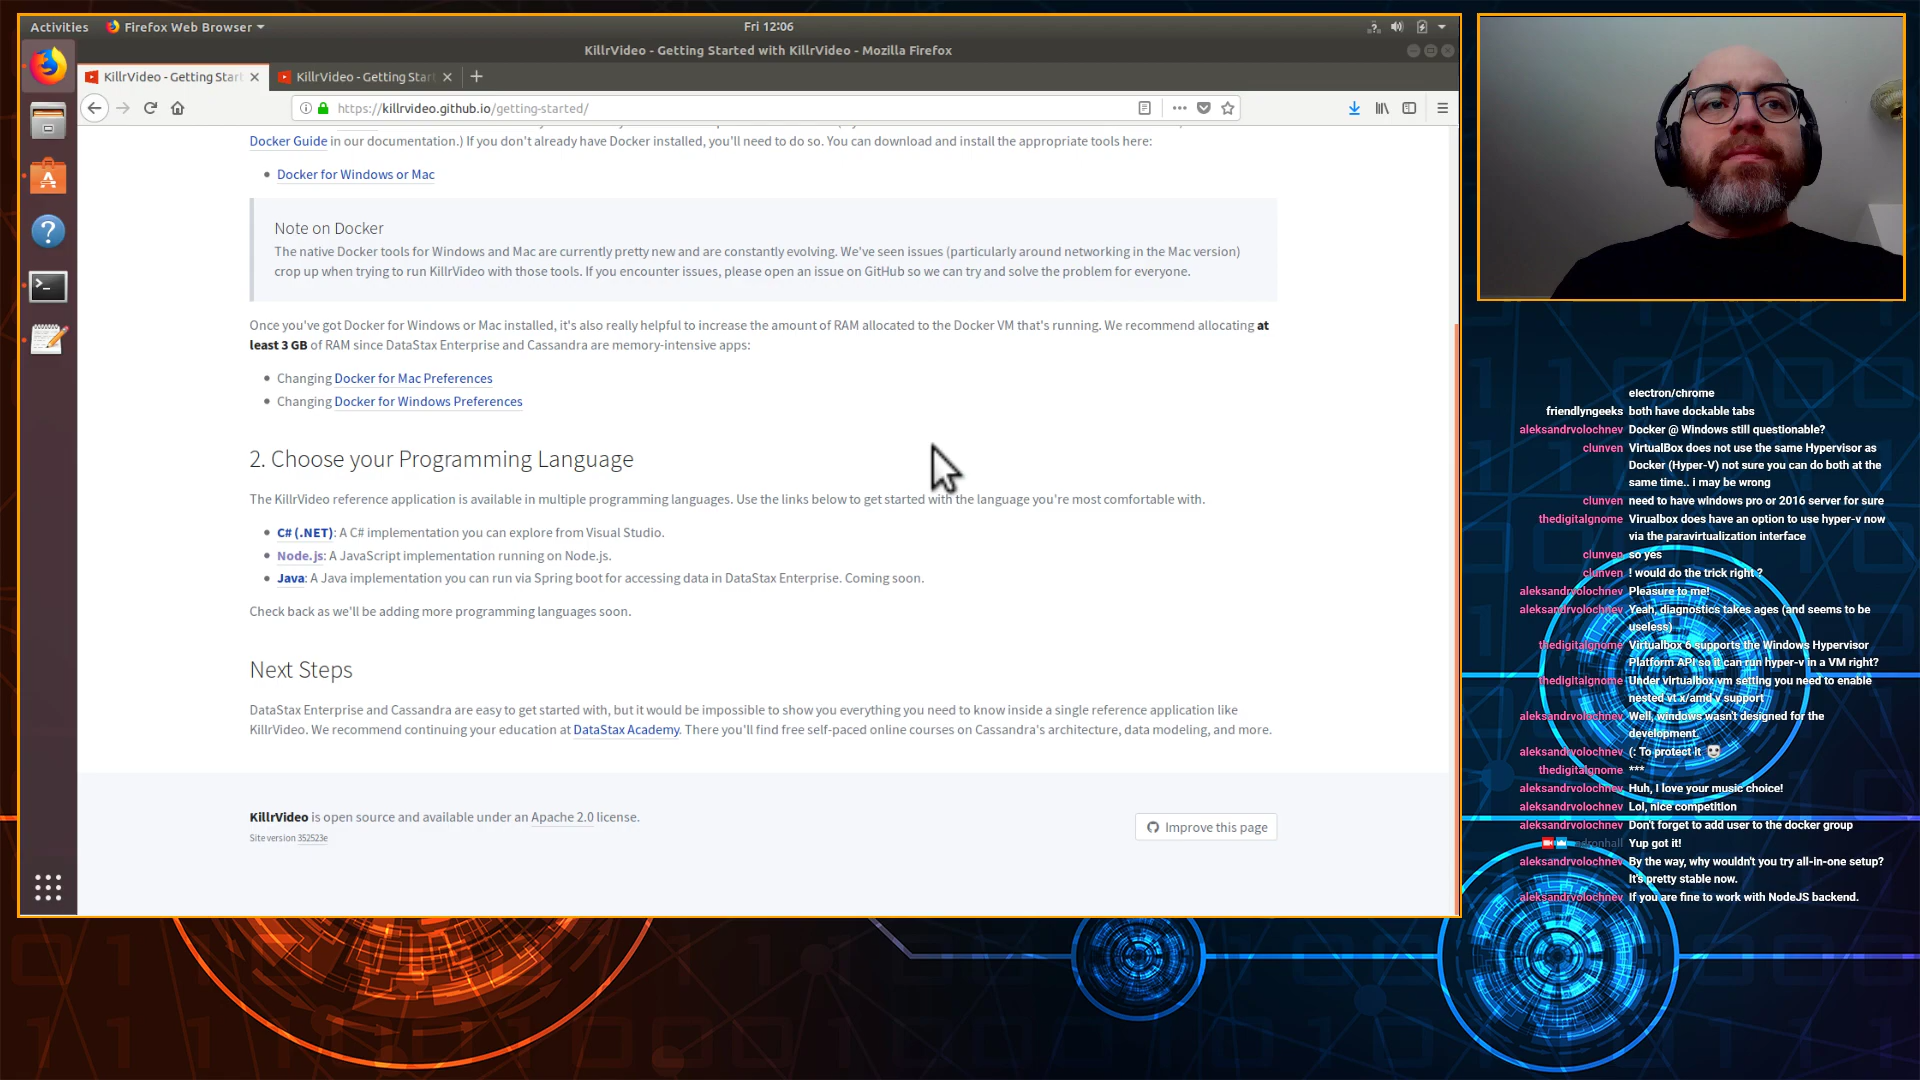 Activities
Firefox Web Browser
Fri 12:06
KillrVideo - Getting Started with KillrVideo - Mozilla Firefox
KillrVideo - Getting Star
KillrVideo - Getting Star
https://killrvideo.github.io/getting-started/
Docker Guide in our documentation.) If you don't already have Docker installed, you'll need to do so. You can download and install the appropriate tools here:
Docker for Windows or Mac
Note on Docker
The native Docker tools for Windows and Mac are currently pretty new and are constantly evolving. We've seen issues (particularly around networking in the Mac version)
crop up when trying to run KillrVideo with those tools. If you encounter issues, please open an issue on GitHub so we can try and solve the problem for everyone.
Once you've got Docker for Windows or Mac installed, it's also really helpful to increase the amount of RAM allocated to the Docker VM that's running. We recommend allocating at
least 3 GB of RAM since DataStax Enterprise and Cassandra are memory-intensive apps:
Changing Docker for Mac Preferences
Changing Docker for Windows Preferences
2. Choose your Programming Language
The KillrVideo reference application is available in multiple programming languages. Use the links below to get started with the language you're most comfortable with.
C# (.NET): A C# implementation you can explore from Visual Studio.
Node.js: A JavaScript implementation running on Node.js.
Java: A Java implementation you can run via Spring boot for accessing data in DataStax Enterprise. Coming soon.
Check back as we'll be adding more programming languages soon.
Next Steps
DataStax Enterprise and Cassandra are easy to get started with, but it would be impossible to show you everything you need to know inside a single reference application like
KillrVideo. We recommend continuing your education at DataStax Academy. There you'll find free self-paced online courses on Cassandra's architecture, data modeling, and more.
KillrVideo is open source and available under an Apache 2.0 license.
Site version 352523e
Improve this page
electron/chrome
friendlyngeeks both have dockable tabs
aleksandrvolochnev Docker @ Windows still questionable?
clunven VirtualBox does not use the same Hypervisor as
Docker (Hyper-V) not sure you can do both at the
same time.. i may be wrong
clunven need to have windows pro or 2016 server for sure
thedigitalgnome Virualbox does have an option to use hyper-v now
via the paravirtualization interface
clunven so yes
clunven ! would do the trick right ?
aleksandrvolochnev Pleasure to me!
aleksandrvolochnev Yeah, diagnostics takes ages (and seems to be
useless)
thedigitalgnome Virtualbox 6 supports the Windows Hypervisor
Platform API so it can run hyper-v in a VM right?
thedigitalgnome Under virtualbox vm setting you need to enable
nested vt x/amd v support
aleksandrvolochnev Well, windows wasn't designed for the
development.
aleksandrvolochnev (: To protect it
thedigitalgnome ***
aleksandrvolochnev Huh, I love your music choice!
aleksandrvolochnev Lol, nice competition
aleksandrvolochnev Don't forget to add user to the docker group
Yup got it!
aleksandrvolochnev By the way, why wouldn't you try all-in-one setup?
It's pretty stable now.
aleksandrvolochnev If you are fine to work with NodeJS backend.